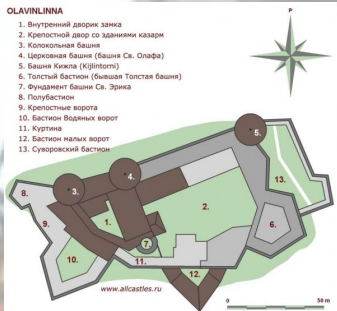 OLAVINLINNA
1. Внутренний дворик замка
2. Крепостной двор со зданиями казарм
3. Колокольная башня
4. Церковная башня (башня Св. Олафа)
5. Башня Кижла (Kijlintorni)
6. Толстый бастион (бывшая Толстая башня)
7. Фундамент башни Св. Эрика
8. Полубастион
9. Крепостные ворота
10. Бастион Водяных ворот
11. Куртина
12. Бастион малых ворот
13. Суворовский бастион
Р
5.
4.
3.
13.
8.
1.
2.
9.
6.
7.
10.
11.
12.
www.allcastles.ru
0
50 m